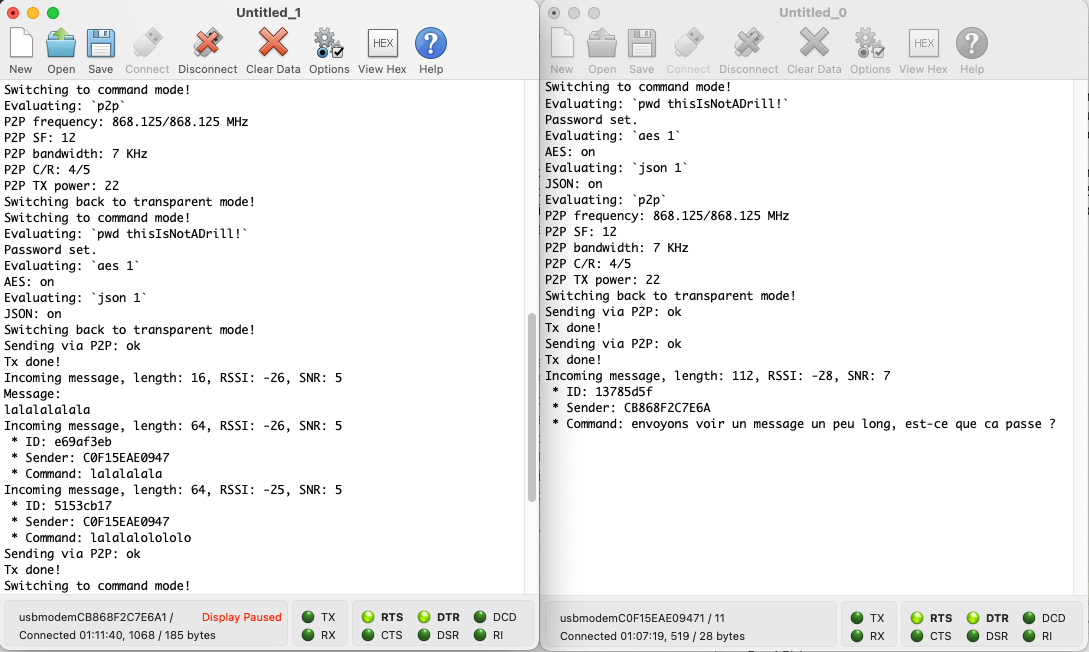 Untitled_1
New Open Save Connect Disconnect Clear Data Options View Hex Help
HEX
?
Switching to command mode!
Evaluating: `p2p`
P2P frequency: 868.125/868.125 MHz
P2P SF: 12
P2P bandwidth: 7 KHz
P2P C/R: 4/5
P2P TX power: 22
Switching back to transparent mode!
Switching to command mode!
Evaluating: `pwd thisIsNotADrill!`
Password set.
Evaluating: `aes 1`
AES: on
Evaluating: `json 1`
JSON: on
Switching back to transparent mode!
Sending via P2P: ok
Tx done!
Incoming message, length: 16, RSSI: -26, SNR: 5
Message:
lalalalalala
Incoming message, length: 64, RSSI: -26, SNR: 5
* ID: e69af3eb
* Sender: C0F15EAE0947
* Command: lalalalala
Incoming message, length: 64, RSSI: -25, SNR: 5
* ID: 5153cb17
* Sender: C0F15EAE0947
* Command: lalalalolololo
Sending via P2P: ok
Tx done!
Switching to command mode!
usbmodemCB868F2C7E6A1 / Display Paused
Connected 01:11:40, 1068 / 185 bytes
TX RTS DTR DCD
RX CTS DSR RI
Untitled_0
New Open Save Connect Disconnect Clear Data Options View Hex Help
HEX
?
Switching to command mode!
Evaluating: `pwd thisIsNotADrill!`
Password set.
Evaluating: `aes 1`
AES: on
Evaluating: `json 1`
JSON: on
Evaluating: `p2p`
P2P frequency: 868.125/868.125 MHz
P2P SF: 12
P2P bandwidth: 7 KHz
P2P C/R: 4/5
P2P TX power: 22
Switching back to transparent mode!
Sending via P2P: ok
Tx done!
Sending via P2P: ok
Tx done!
Incoming message, length: 112, RSSI: -28, SNR: 7
* ID: 13785d5f
* Sender: CB868F2C7E6A
* Command: envoyons voir un message un peu long, est-ce que ca passe ?
usbmodemC0F15EAE09471 / 11
Connected 01:07:19, 519 / 28 bytes
TX RTS DTR DCD
RX CTS DSR RI